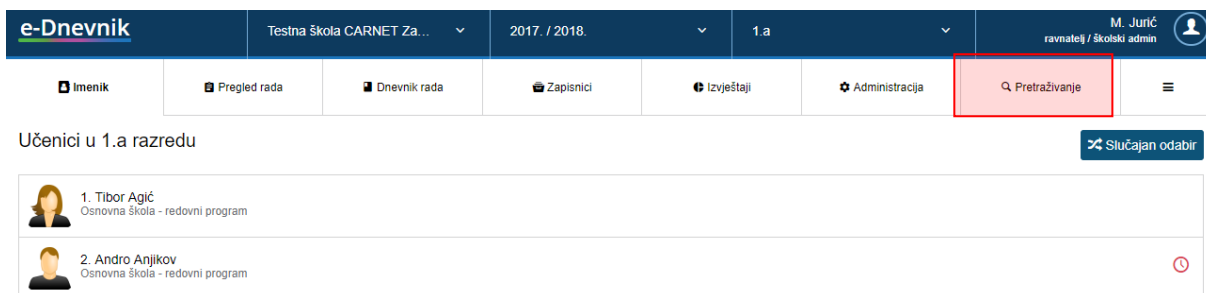 e-Dnevnik
Testna škola CARNET Za...
2017. / 2018.
1.a
M. Jurić
ravnatelj / školski admin
Imenik
Pregled rada
Dnevnik rada
Zapisnici
Izvještaji
Administracija
Pretraživanje
Učenici u 1.a razredu
Slučajan odabir
1. Tibor Agić
Osnovna škola - redovni program
2. Andro Anjikov
Osnovna škola - redovni program